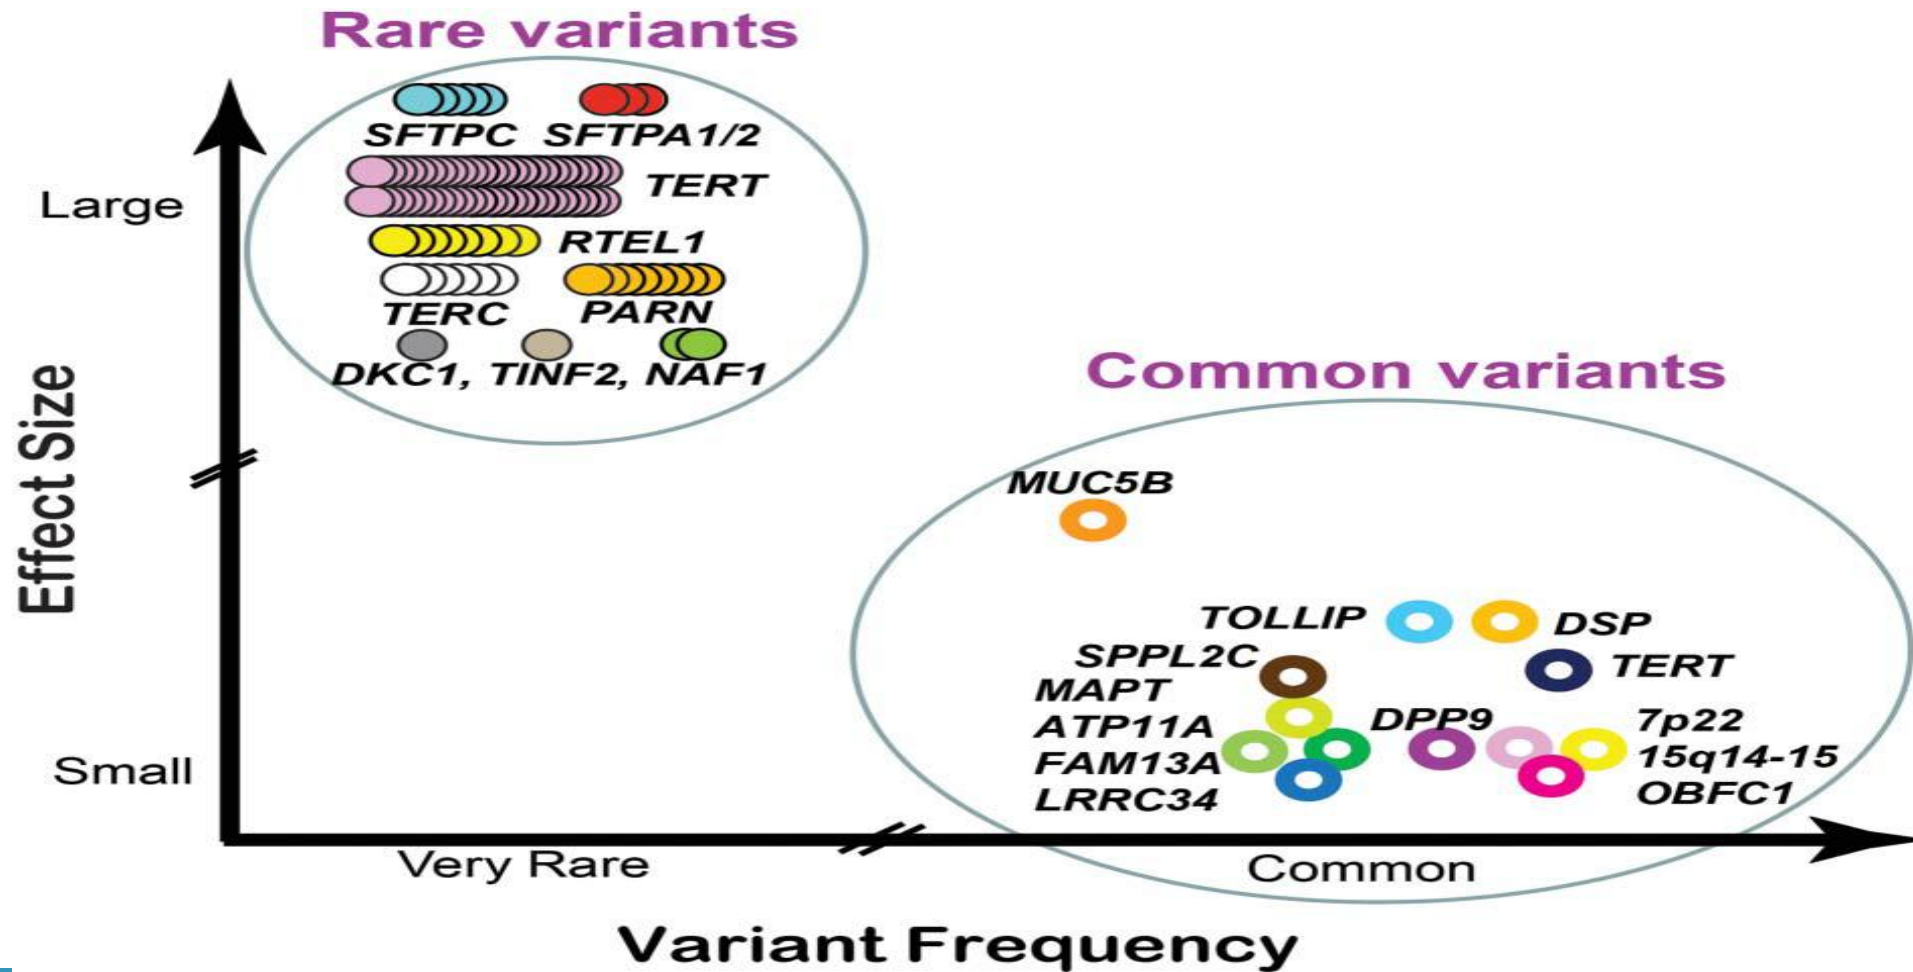 Rare variants
SFTPC SFTPA1/2
TERT
RTEL1
TERC PARN
DKC1, TINF2, NAF1
Large
Effect Size
Small
Common variants
MUC5B
TOLLIP DSP
SPPL2C TERT
MAPT
ATP11A DPP9 7p22
FAM13A 15q14-15
LRRC34 OBFC1
Very Rare Common
Variant Frequency